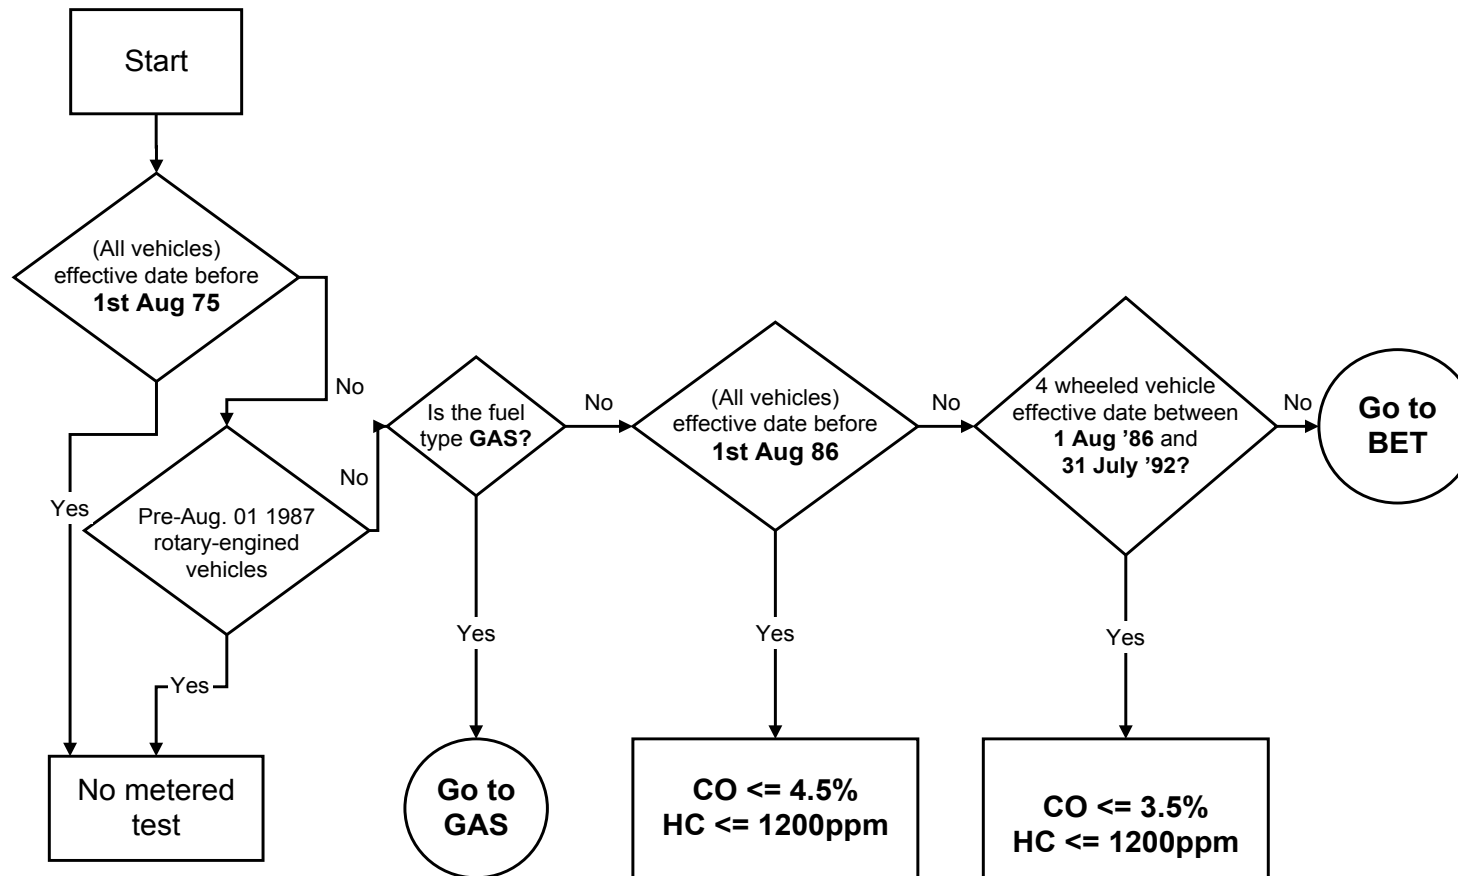 Start
(All vehicles)
effective date before
1st Aug 75
No
Yes
Pre-Aug. 01 1987
rotary-engined
vehicles
No
Yes
No metered
test
Is the fuel
type GAS?
No
Yes
Go to
GAS
(All vehicles)
effective date before
1st Aug 86
No
Yes
CO <= 4.5%
HC <= 1200ppm
4 wheeled vehicle
effective date between
1 Aug '86 and
31 July '92?
No
Yes
CO <= 3.5%
HC <= 1200ppm
Go to
BET